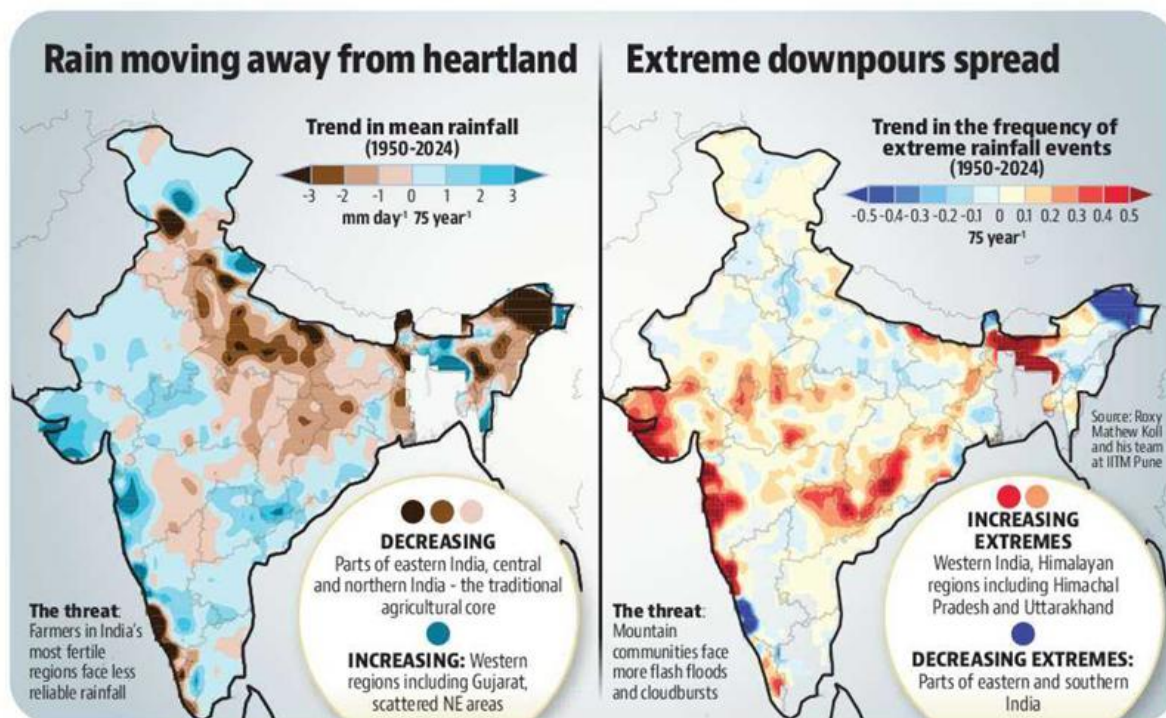 Rain moving away from heartland
Trend in mean rainfall
(1950-2024)
-3 -2 -1 0 1 2 3
mm day⁻¹ 75 year⁻¹
DECREASING
Parts of eastern India, central
and northern India - the traditional
agricultural core
INCREASING: Western
regions including Gujarat,
scattered NE areas
The threat:
Farmers in India's
most fertile
regions face less
reliable rainfall
Extreme downpours spread
Trend in the frequency of
extreme rainfall events
(1950-2024)
-0.5 -0.4 -0.3 -0.2 -0.1 0 0.1 0.2 0.3 0.4 0.5
75 year⁻¹
Source: Roxy
Mathew Koll
and his team
at IITM Pune
INCREASING
EXTREMES
Western India, Himalayan
regions including Himachal
Pradesh and Uttarakhand
DECREASING EXTREMES:
Parts of eastern and southern
India
The threat:
Mountain
communities face
more flash floods
and cloudbursts